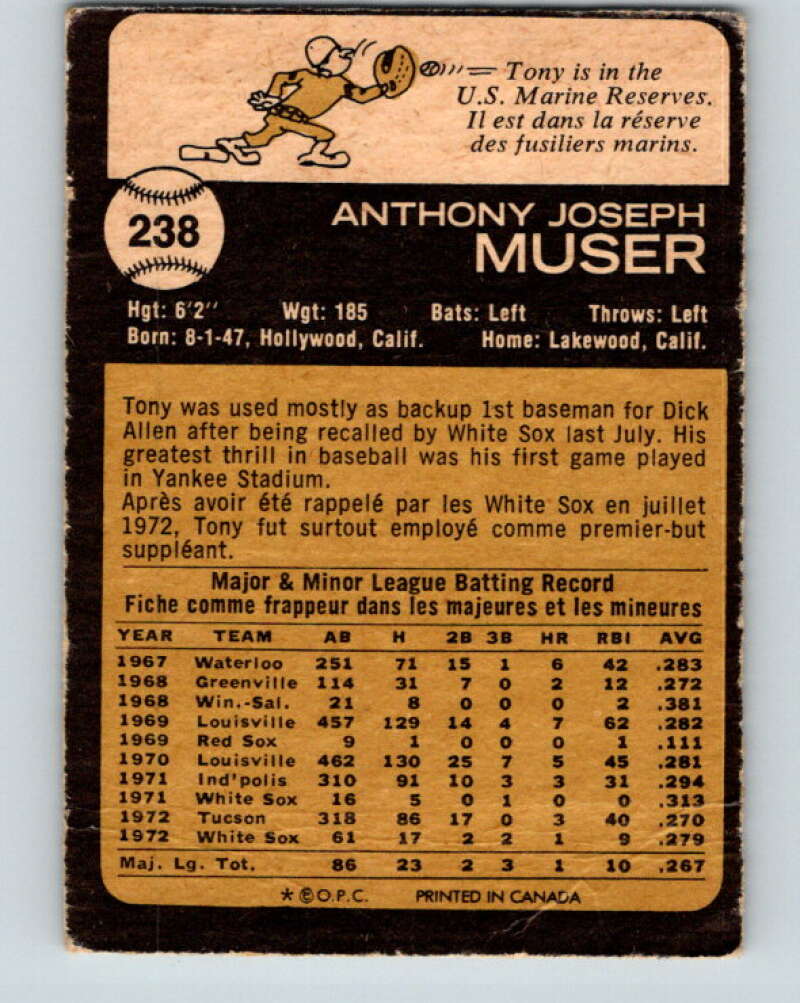 Tony is in the
U.S. Marine Reserves.
Il est dans la réserve
des fusiliers marins.
238
ANTHONY JOSEPH
MUSER
Hgt: 6'2" Wgt: 185 Bats: Left Throws: Left
Born: 8-1-47, Hollywood, Calif. Home: Lakewood, Calif.
Tony was used mostly as backup 1st baseman for Dick
Allen after being recalled by White Sox last July. His
greatest thrill in baseball was his first game played
in Yankee Stadium.
Après avoir été rappelé par les White Sox en juillet
1972, Tony fut surtout employé comme premier-but
suppléant.
Major & Minor League Batting Record
Fiche comme frappeur dans les majeures et les mineures
YEAR TEAM AB H 2B 3B HR RBI AVG
1967 Waterloo 251 71 15 1 6 42 .283
1968 Greenville 114 31 7 0 2 12 .272
1968 Win.-Sal. 21 8 0 0 0 2 .381
1969 Louisville 457 129 14 4 7 62 .282
1969 Red Sox 9 1 0 0 0 1 .111
1970 Louisville 462 130 25 7 5 45 .281
1971 Ind'polis 310 91 10 3 3 31 .294
1971 White Sox 16 5 0 1 0 0 .313
1972 Tucson 318 86 17 0 3 40 .270
1972 White Sox 61 17 2 2 1 9 .279
Maj. Lg. Tot. 86 23 2 3 1 10 .267
* © O.P.C. PRINTED IN CANADA